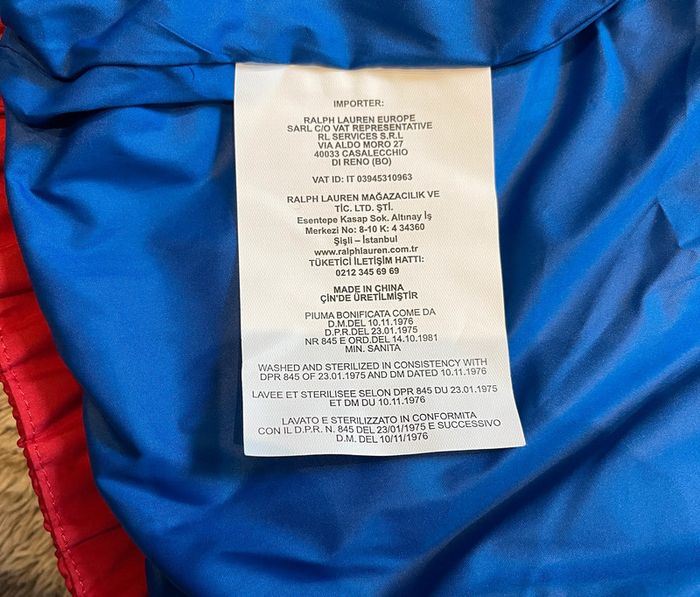 IMPORTER:
RALPH LAUREN EUROPE
SARL C/O VAT REPRESENTATIVE
RL SERVICES S.R.L
VIA ALDO MORO 27
40033 CASALECCHIO
DI RENO (BO)
VAT ID: IT 03945310963
RALPH LAUREN MAĞAZACILIK VE
TİC. LTD. ŞTİ.
Esentepe Kasap Sok. Altınay İş
Merkezi No: 8-10 K: 4 34360
Şişli – İstanbul
www.ralphlauren.com.tr
TÜKETİCİ İLETİŞİM HATTI:
0212 345 69 69
MADE IN CHINA
ÇİN'DE ÜRETİLMİŞTİR
PIUMA BONIFICATA COME DA
D.M.DEL 10.11.1976
D.P.R.DEL 23.01.1975
NR 845 E ORD.DEL 14.10.1981
MIN. SANITA
WASHED AND STERILIZED IN CONSISTENCY WITH
DPR 845 OF 23.01.1975 AND DM DATED 10.11.1976
LAVEE ET STERILISEE SELON DPR 845 DU 23.01.1975
ET DM DU 10.11.1976
LAVATO E STERILIZZATO IN CONFORMITA
CON IL D.P.R. N. 845 DEL 23/01/1975 E SUCCESSIVO
D.M. DEL 10/11/1976